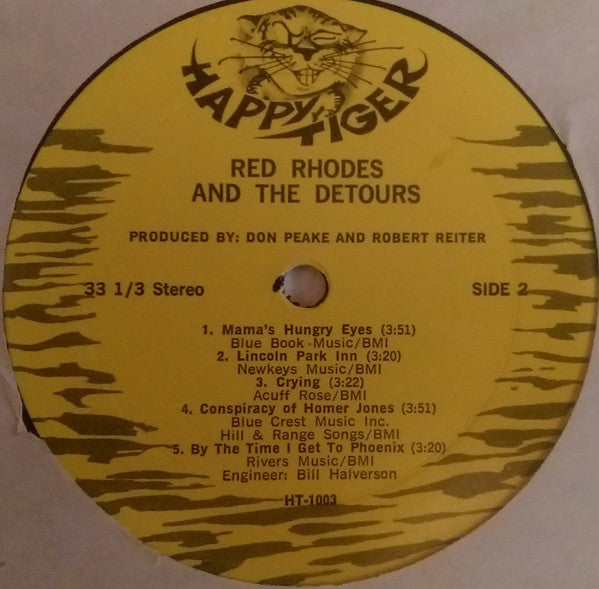 HAPPY TIGER
RED RHODES
AND THE DETOURS
PRODUCED BY: DON PEAKE AND ROBERT REITER
33 1/3 Stereo
SIDE 2
1. Mama's Hungry Eyes (3:51)
Blue Book Music/BMI
2. Lincoln Park Inn (3:20)
Newkeys Music/BMI
3. Crying (3:22)
Acuff Rose/BMI
4. Conspiracy of Homer Jones (3:51)
Blue Crest Music Inc.
Hill & Range Songs/BMI
5. By The Time I Get To Phoenix (3:20)
Rivers Music/BMI
Engineer: Bill Halverson
HT-1003